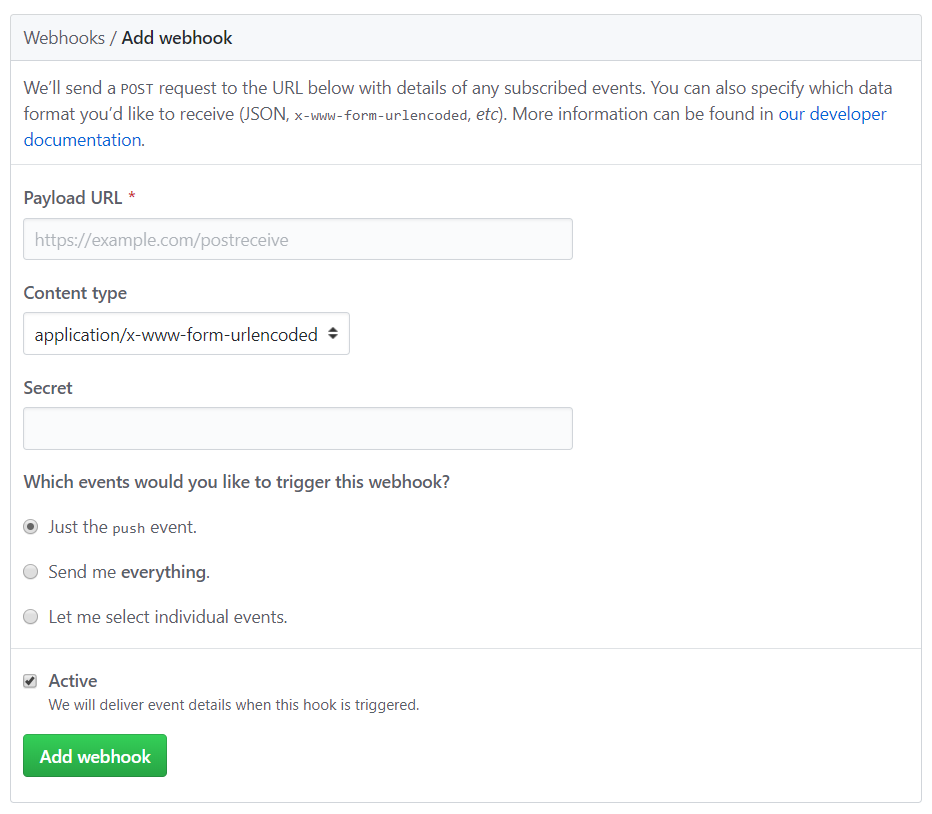 Webhooks / Add webhook
We’ll send a POST request to the URL below with details of any subscribed events. You can also specify which data
format you’d like to receive (JSON, x-www-form-urlencoded, etc). More information can be found in our developer
documentation.
Payload URL *
https://example.com/postreceive
Content type
application/x-www-form-urlencoded
Secret
Which events would you like to trigger this webhook?
Just the push event.
Send me everything.
Let me select individual events.
Active
We will deliver event details when this hook is triggered.
Add webhook